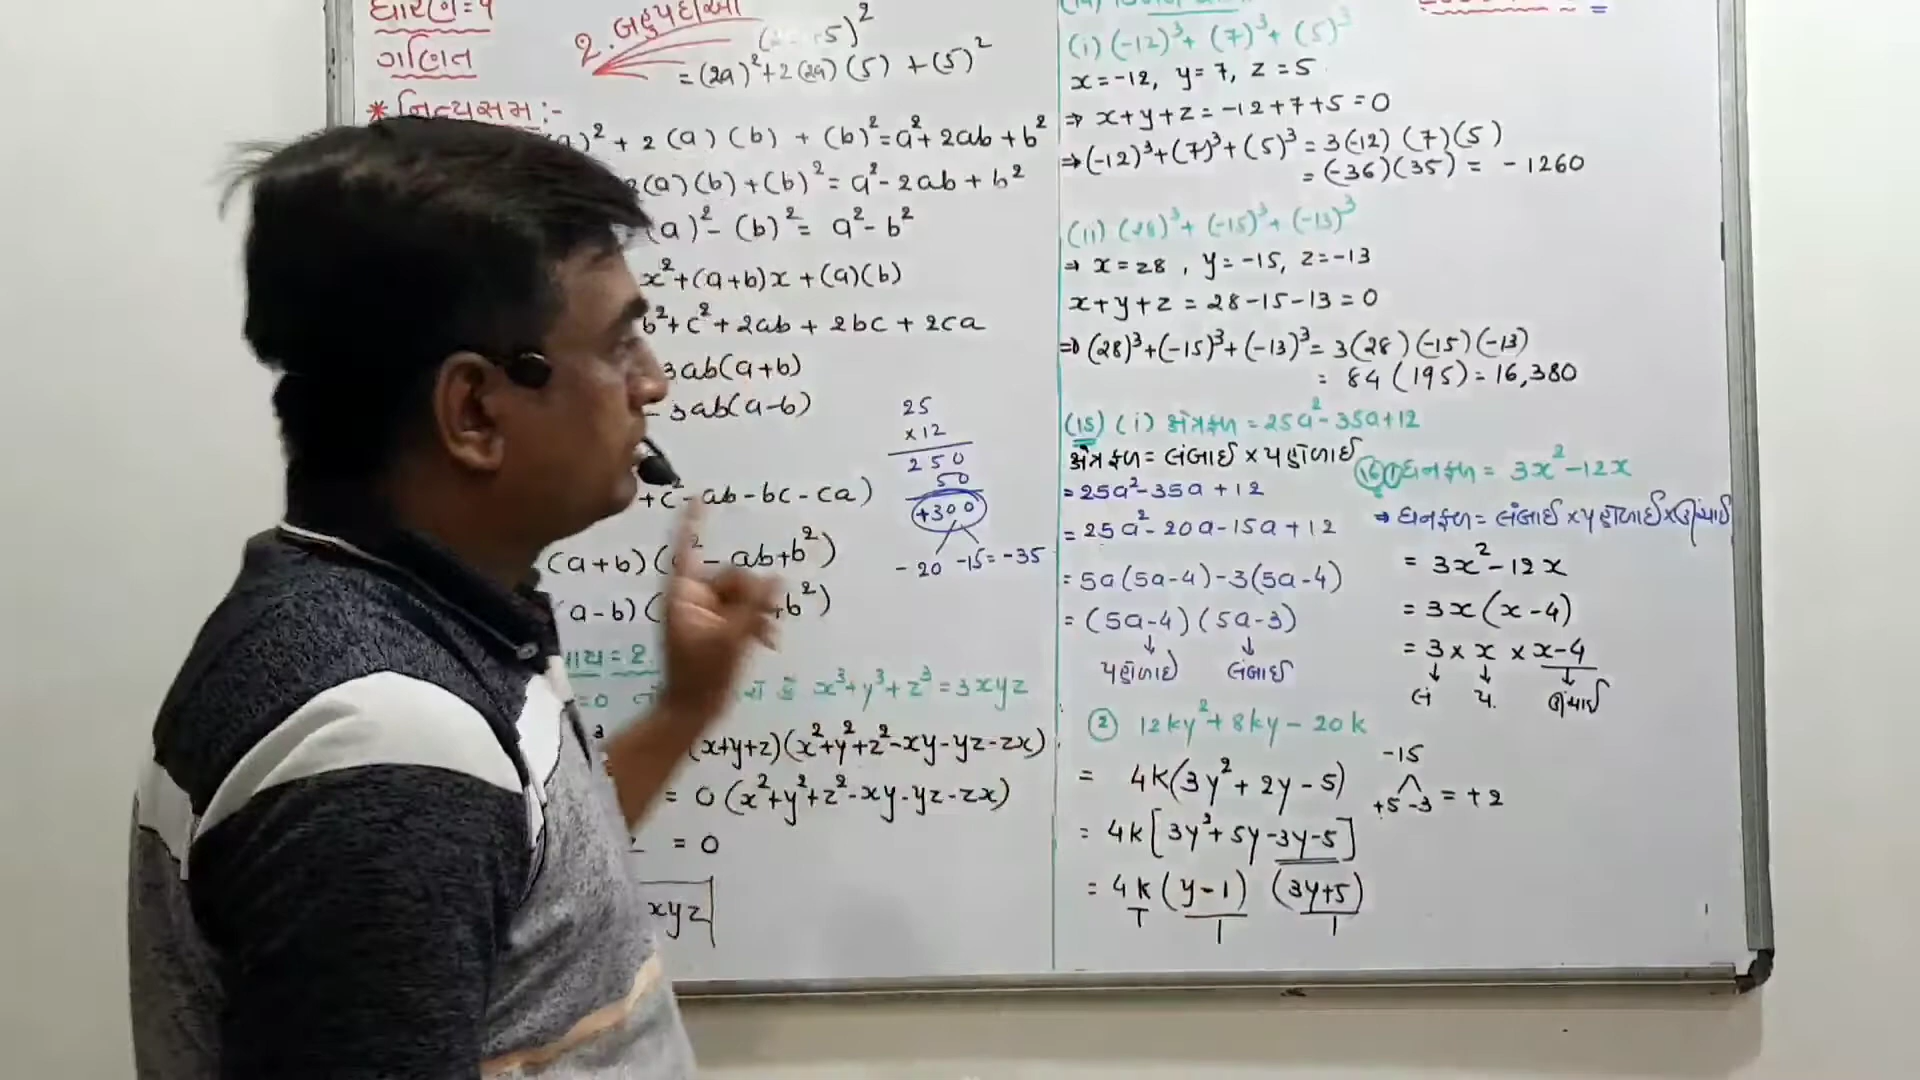 ધોરણ = ૧
ગણિત
2. બહુપદીઓ
5)²
= (2a)² + 2 (2a) (5) + (5)²
* નિત્યસમ :-
a)² + 2 (a) (b) + (b)² = a² + 2ab + b²
2(a) (b) + (b)² = a² - 2ab + b²
= (a)² - (b)² = a² - b²
x² + (a+b) x + (a) (b)
b² + c² + 2ab + 2bc + 2ca
3ab(a+b)
- 3ab(a-b)
+ c² - ab - bc - ca)
(a+b) ( - ab + b²)
(a-b) ( + b²)
= 2.
= 0
x³ + y³ + z³ = 3xyz
(x+y+z) (x² + y² + z² - xy - yz - zx)
= 0 (x² + y² + z² - xy - yz - zx)
z = 0
xyz
25
x 12
250
50
+300
-20 -15 = -35
(i) (-12)³ + (7)³ + (5)³
x = -12, y = 7, z = 5
⇒ x+y+z = -12+7+5 = 0
⇒ (-12)³ + (7)³ + (5)³ = 3(-12) (7) (5)
= (-36) (35) = - 1260
(ii) (28)³ + (-15)³ + (-13)³
⇒ x = 28 , y = -15, z = -13
x+y+z = 28-15-13 = 0
⇒ (28)³ + (-15)³ + (-13)³ = 3(28) (-15) (-13)
= 84 (195) = 16,380
(15) (i) ક્ષેત્રફળ = 25a² - 35a + 12
ક્ષેત્રફળ = લંબાઈ x પહોળાઈ
= 25a² - 35a + 12
= 25a² - 20a - 15a + 12
= 5a(5a-4) - 3(5a-4)
= (5a-4) (5a-3)
પહોળાઈ લંબાઈ
(16) (1) ઘનફળ = 3x² - 12x
⇒ ઘનફળ = લંબાઈ x પહોળાઈ x ઊંચાઈ
= 3x² - 12x
= 3x (x-4)
= 3 x x x x-4
લં પ. ઊંચાઈ
(2) 12ky² + 8ky - 20k
= 4k(3y² + 2y - 5)
-15
+5 -3 = +2
= 4k[3y² + 5y - 3y - 5]
= 4k (y-1) (3y+5)